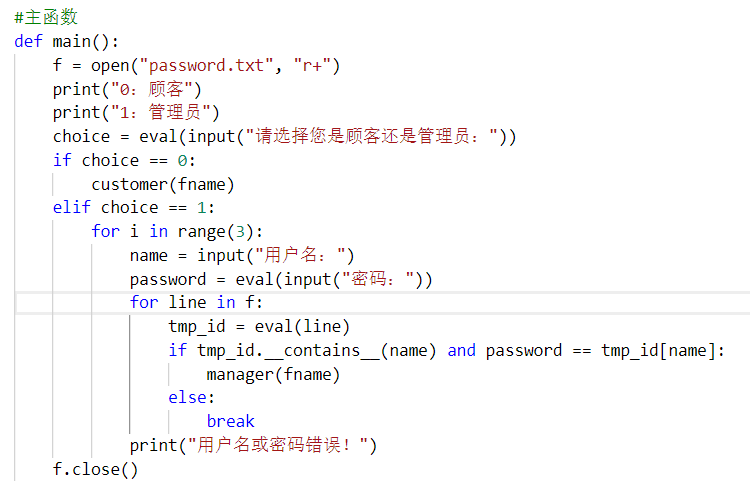 #主函数
def main():
    f = open("password.txt", "r+")
    print("0：顾客")
    print("1：管理员")
    choice = eval(input("请选择您是顾客还是管理员："))
    if choice == 0:
        customer(fname)
    elif choice == 1:
        for i in range(3):
            name = input("用户名：")
            password = eval(input("密码："))
            for line in f:
                tmp_id = eval(line)
                if tmp_id.__contains__(name) and password == tmp_id[name]:
                    manager(fname)
                else:
                    break
            print("用户名或密码错误！")
    f.close()